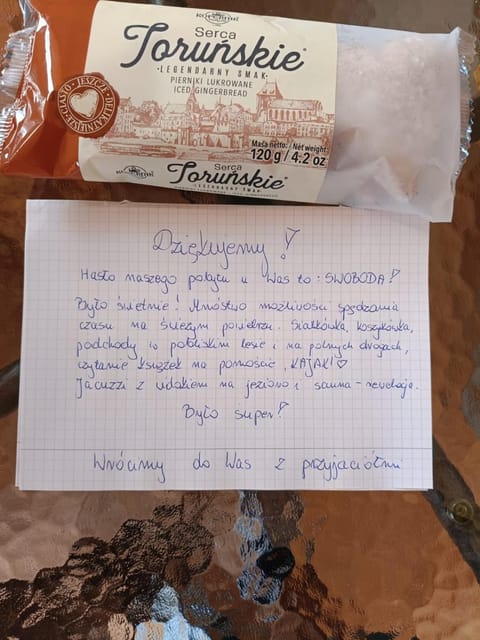 Serca
Toruńskie
• LEGENDARNY SMAK •
PIERNIKI LUKROWANE
ICED GINGERBREAD
CIASTO • JESZCZE • DELIKATNIEJSZE
Masa netto: / Net weight:
120 g / 4.2 oz
Serca
Toruńskie
• LEGENDARNY SMAK •
Dziękujemy!
Hasło naszego pobytu u Was to: SWOBODA!
Było świetnie! Mnóstwo możliwości spędzania
czasu na świeżym powietrzu. Siatkówka, koszykówka,
podchody w pobliskim lesie i na polnych drogach,
czytanie książek na pomoście, KAJAKI ♡
Jacuzzi z widokiem na jezioro i sauna - rewelacja.
Było super!
Wrócimy do Was z przyjaciółmi